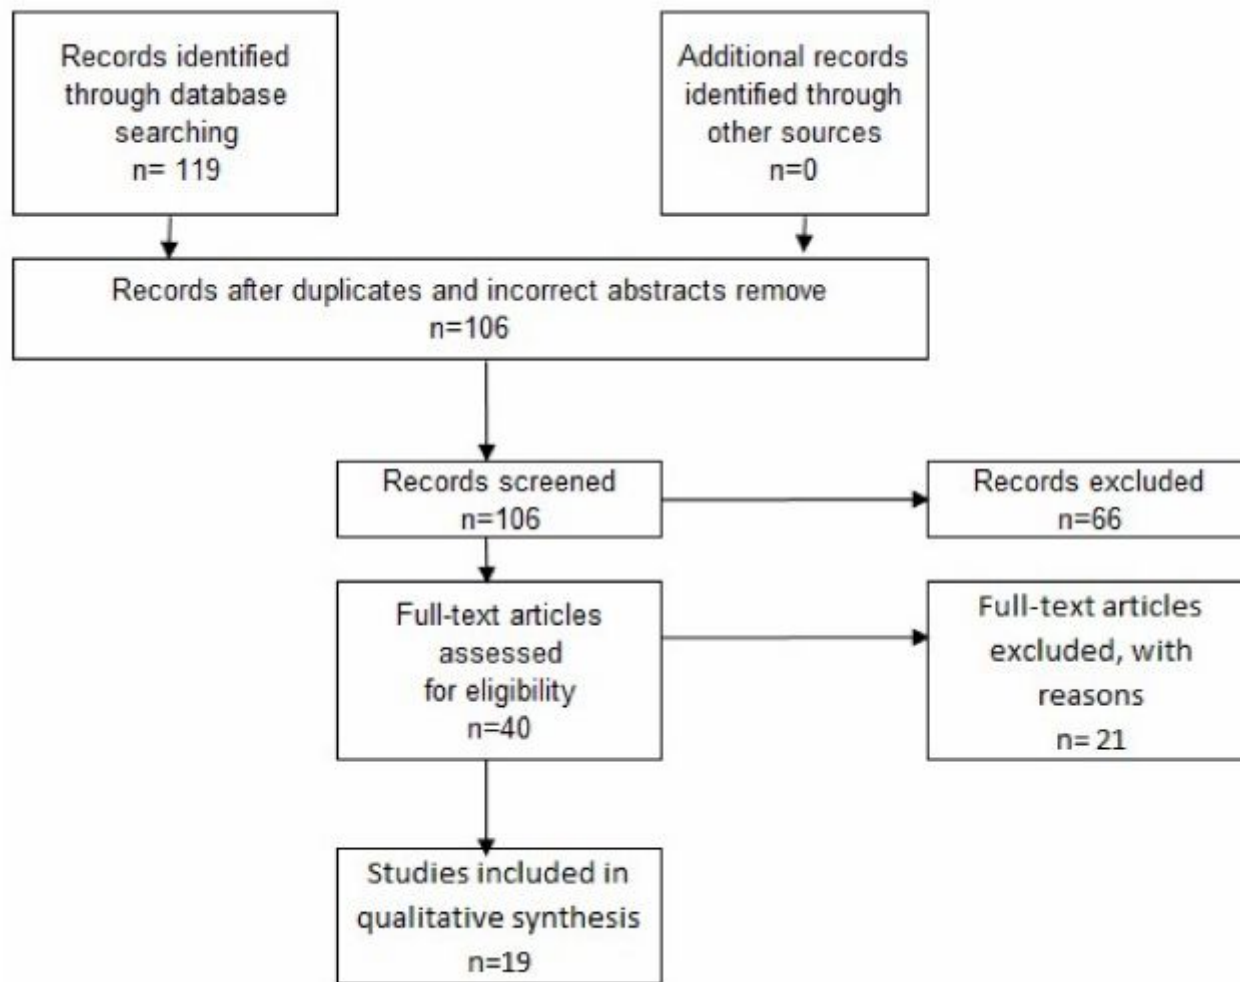 Records identified
through database
searching
n= 119
Additional records
identified through
other sources
n=0
Records after duplicates and incorrect abstracts remove
n=106
Records screened
n=106
Records excluded
n=66
Full-text articles
assessed
for eligibility
n=40
Full-text articles
excluded, with
reasons
n= 21
Studies included in
qualitative synthesis
n=19